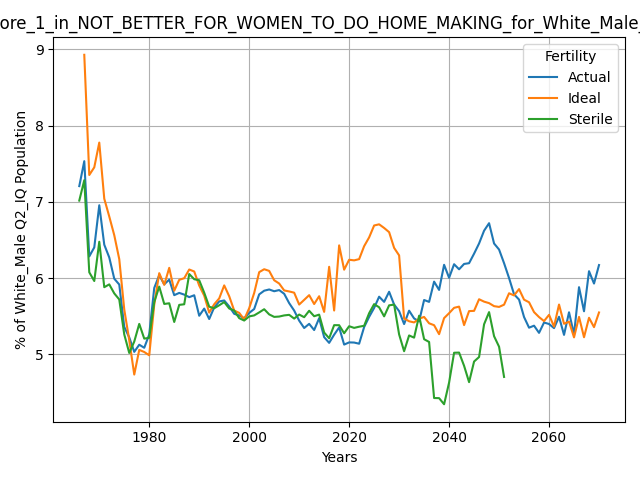 ore_1_in_NOT_BETTER_FOR_WOMEN_TO_DO_HOME_MAKING_for_White_Male_
Fertility
Actual
Ideal
Sterile
% of White_Male Q2_IQ Population
9
8
7
6
5
1980 2000 2020 2040 2060
Years